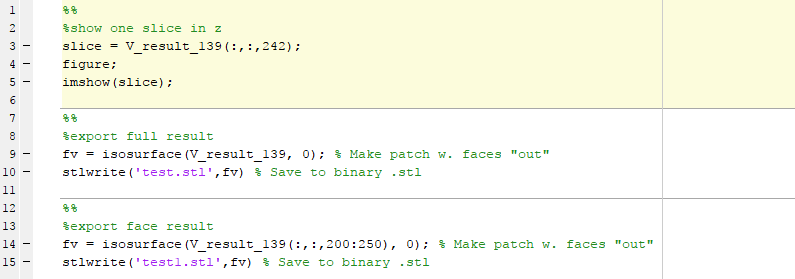 1 %%
2 %show one slice in z
3 - slice = V_result_139(:,:,242);
4 - figure;
5 - imshow(slice);
6
7 %%
8 %export full result
9 - fv = isosurface(V_result_139, 0); % Make patch w. faces "out"
10 - stlwrite('test.stl',fv) % Save to binary .stl
11
12 %%
13 %export face result
14 - fv = isosurface(V_result_139(:,:,200:250), 0); % Make patch w. faces "out"
15 - stlwrite('test1.stl',fv) % Save to binary .stl